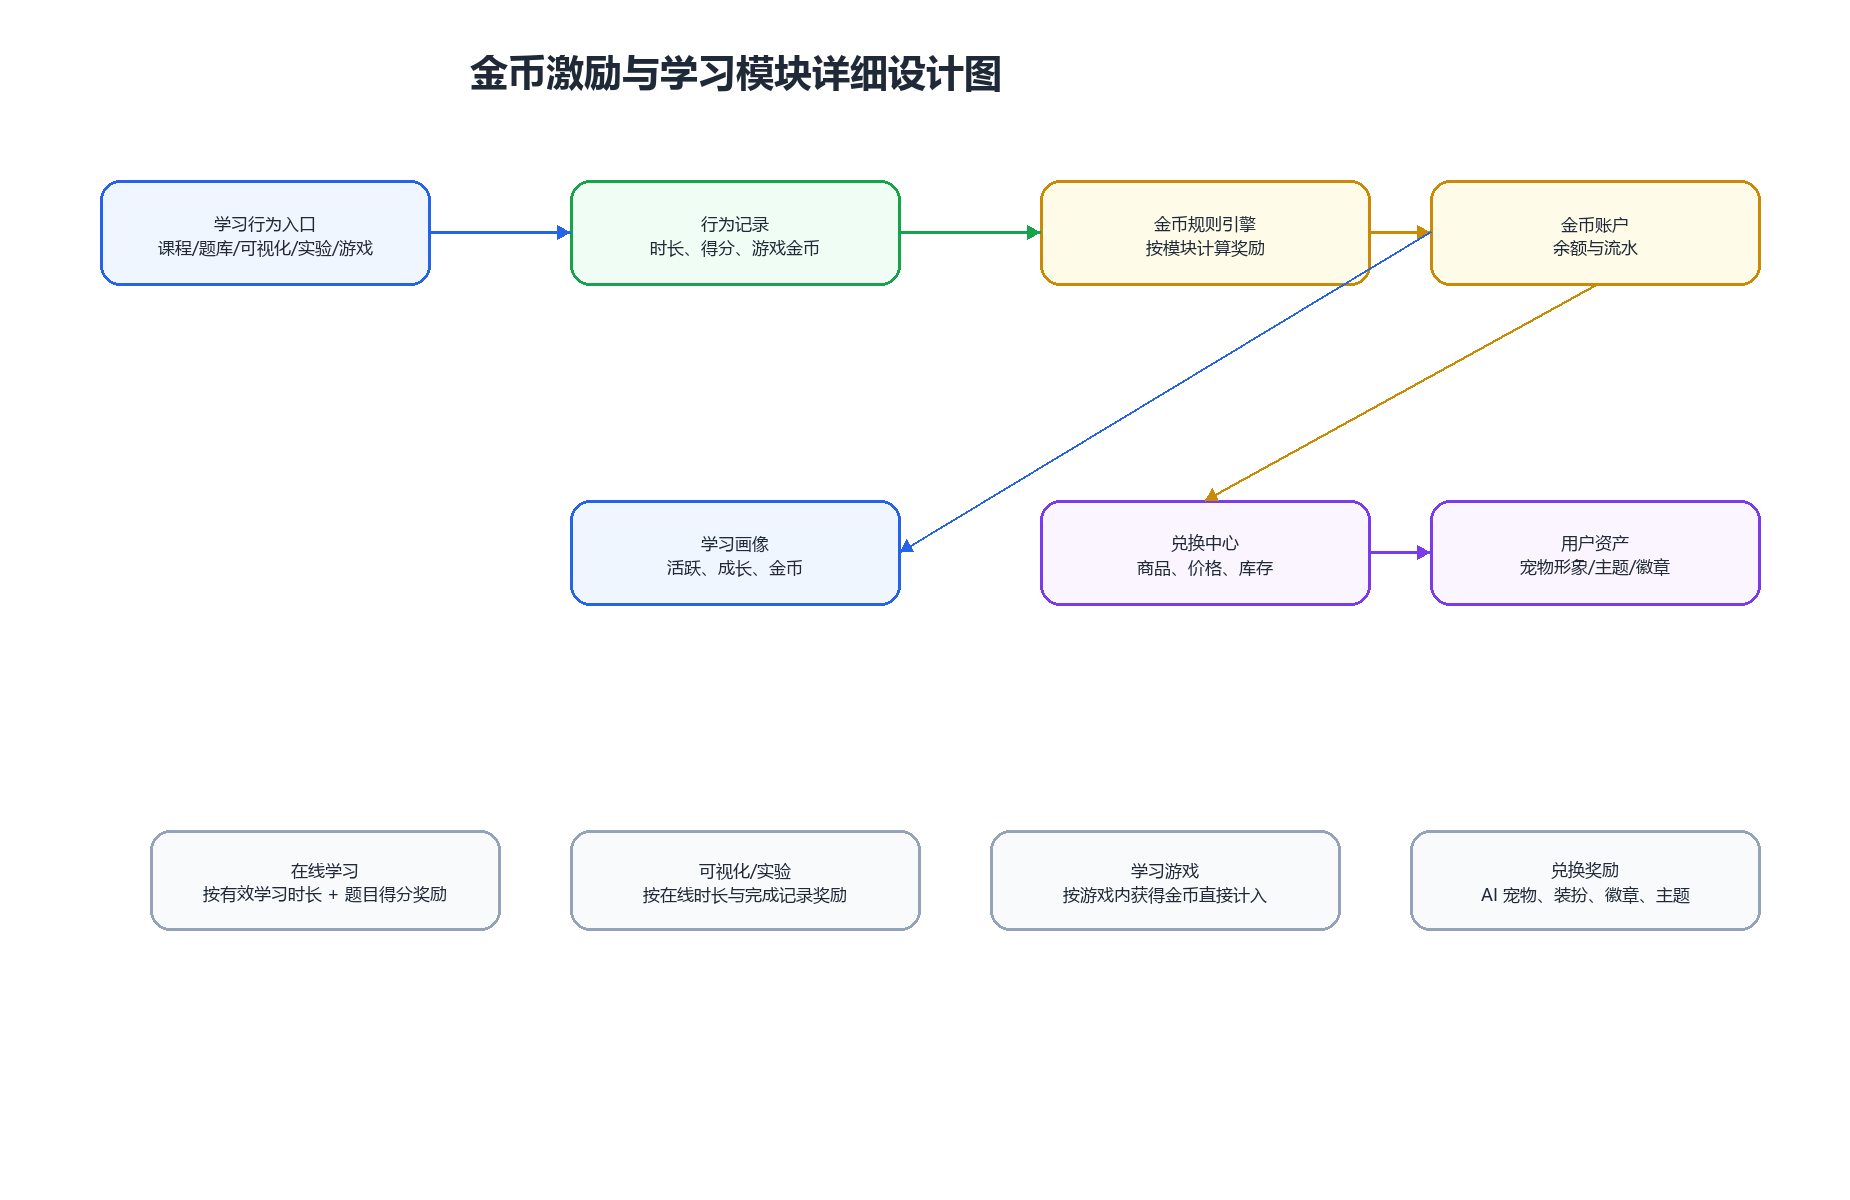 金币激励与学习模块详细设计图
学习行为入口
课程/题库/可视化/实验/游戏
行为记录
时长、得分、游戏金币
金币规则引擎
按模块计算奖励
金币账户
余额与流水
学习画像
活跃、成长、金币
兑换中心
商品、价格、库存
用户资产
宠物形象/主题/徽章
在线学习
按有效学习时长 + 题目得分奖励
可视化/实验
按在线时长与完成记录奖励
学习游戏
按游戏内获得金币直接计入
兑换奖励
AI 宠物、装扮、徽章、主题